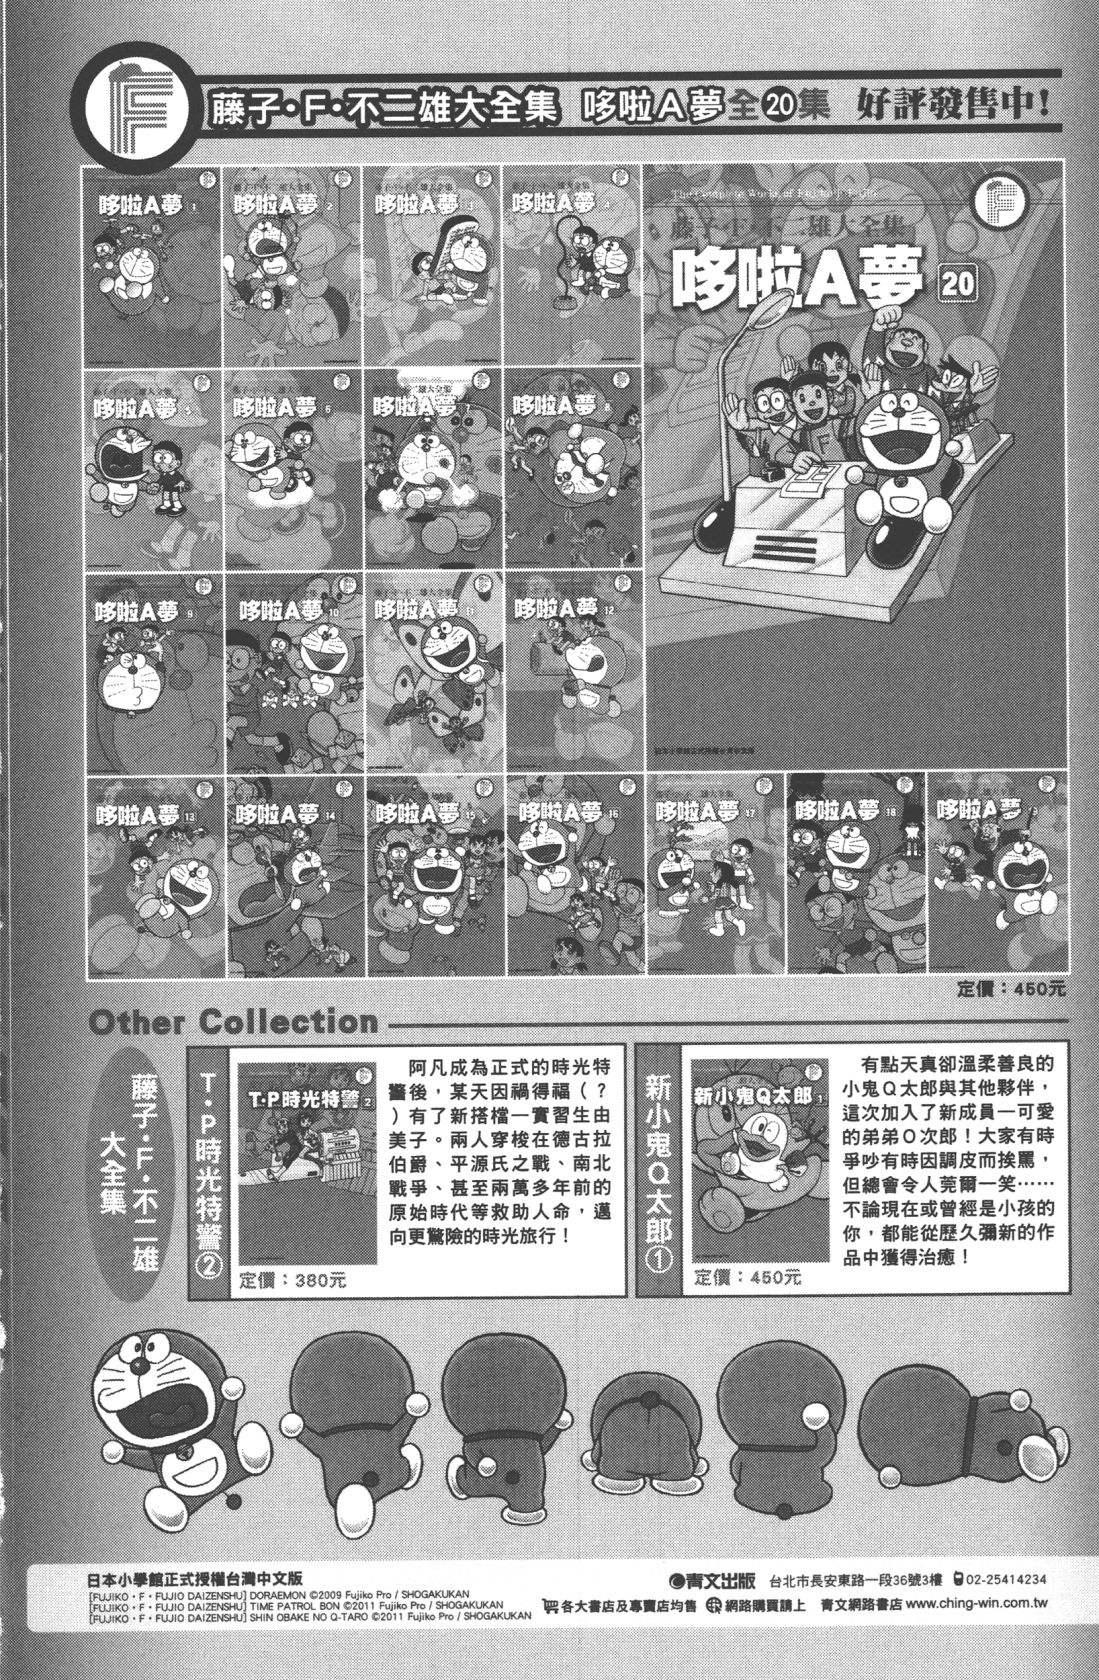 藤子・F・不二雄大全集 哆啦A夢全20集 好評發售中！
哆啦A夢 1
哆啦A夢 2
哆啦A夢 3
哆啦A夢 4
藤子・F・不二雄大全集
哆啦A夢 20
哆啦A夢 5
哆啦A夢 6
哆啦A夢 7
哆啦A夢 8
哆啦A夢 9
哆啦A夢 10
哆啦A夢 11
哆啦A夢 12
日本小學館正式授權台灣中文版
哆啦A夢 13
哆啦A夢 14
哆啦A夢 15
哆啦A夢 16
哆啦A夢 17
哆啦A夢 18
哆啦A夢
定價：450元
Other Collection
藤子・F・不二雄
大全集
T・P時光特警②
T・P時光特警 2
定價：380元
阿凡成為正式的時光特
警後，某天因禍得福（？
）有了新搭檔一實習生由
美子。兩人穿梭在德古拉
伯爵、平源氏之戰、南北
戰爭、甚至兩萬多年前的
原始時代等救助人命，邁
向更驚險的時光旅行！
新小鬼Q太郎①
新小鬼Q太郎 1
定價：450元
有點天真卻溫柔善良的
小鬼Q太郎與其他夥伴，
這次加入了新成員一可愛
的弟弟O次郎！大家有時
爭吵有時因調皮而挨罵，
但總會令人莞爾一笑……
不論現在或曾經是小孩的
你，都能從歷久彌新的作
品中獲得治癒！
日本小學館正式授權台灣中文版
[FUJIKO・F・FUJIO DAIZENSHU] DORAEMON ©2009 Fujiko Pro / SHOGAKUKAN
[FUJIKO・F・FUJIO DAIZENSHU] TIME PATROL BON ©2011 Fujiko Pro / SHOGAKUKAN
[FUJIKO・F・FUJIO DAIZENSHU] SHIN OBAKE NO Q-TARO ©2011 Fujiko Pro / SHOGAKUKAN
青文出版 台北市長安東路一段36號3樓 02-25414234
各大書店及專賣店均售 網路購買請上 青文網路書店 www.ching-win.com.tw